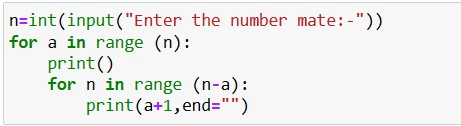 n=int(input("Enter the number mate:-"))
for a in range (n):
    print()
    for n in range (n-a):
        print(a+1,end="")